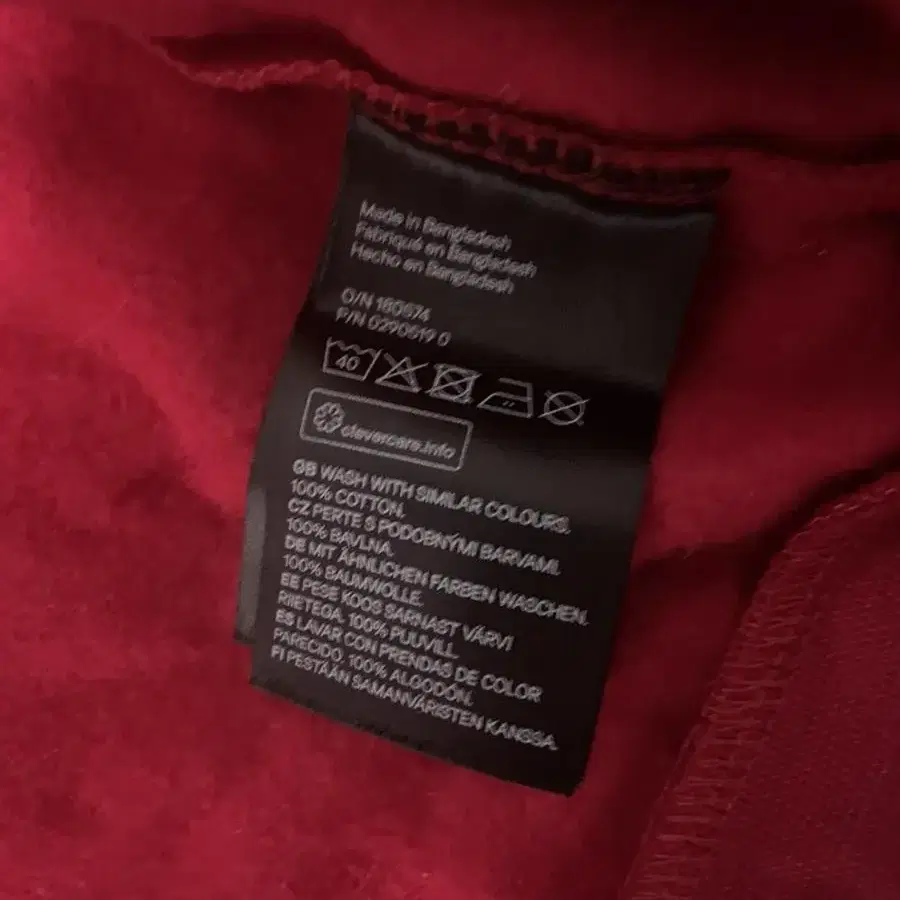 Made in Bangladesh
Fabriqué en Bangladesh
Hecho en Bangladesh
O/N 180574
P/N 0290519 0
40
clevercare.info
GB WASH WITH SIMILAR COLOURS.
100% COTTON.
CZ PERTE S PODOBNÝMI BARVAMI.
100% BAVLNA.
DE MIT ÄHNLICHEN FARBEN WASCHEN.
100% BAUMWOLLE.
EE PESE KOOS SARNAST VÄRVI
RIIETEGA. 100% PUUVILL.
ES LAVAR CON PRENDAS DE COLOR
PARECIDO. 100% ALGODÓN.
FI PESTÄÄN SAMANVÄRISTEN KANSSA.